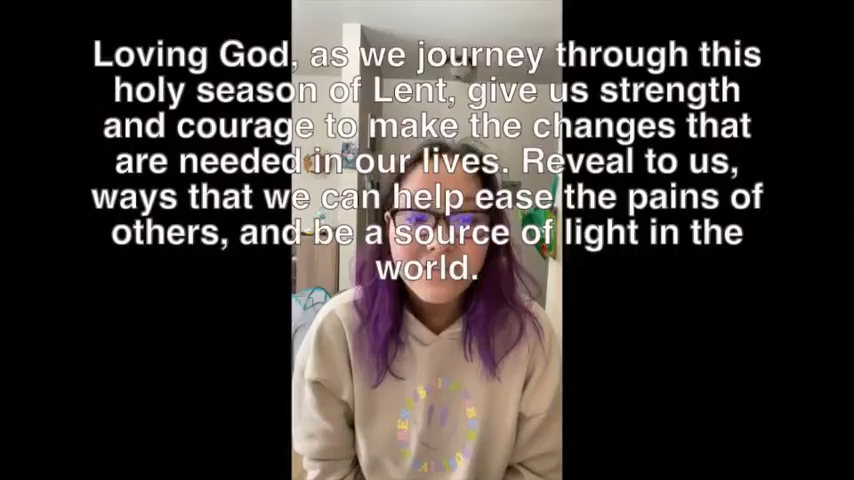 Loving God, as we journey through this
holy season of Lent, give us strength
and courage to make the changes that
are needed in our lives. Reveal to us,
ways that we can help ease the pains of
others, and be a source of light in the
world.